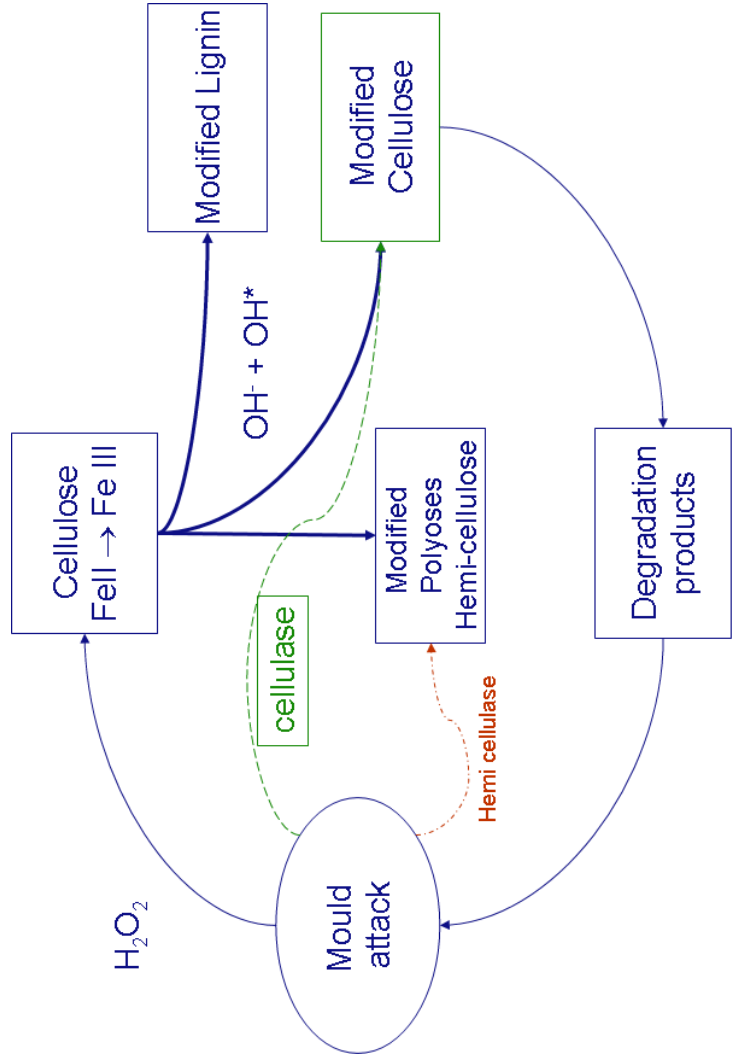 H₂O₂
Cellulose
FeII → Fe III
Modified Lignin
OH⁻ + OH*
cellulase
Mould
attack
Modified
Cellulose
Modified
Polyoses
Hemi-cellulose
Hemi cellulase
Degradation
products